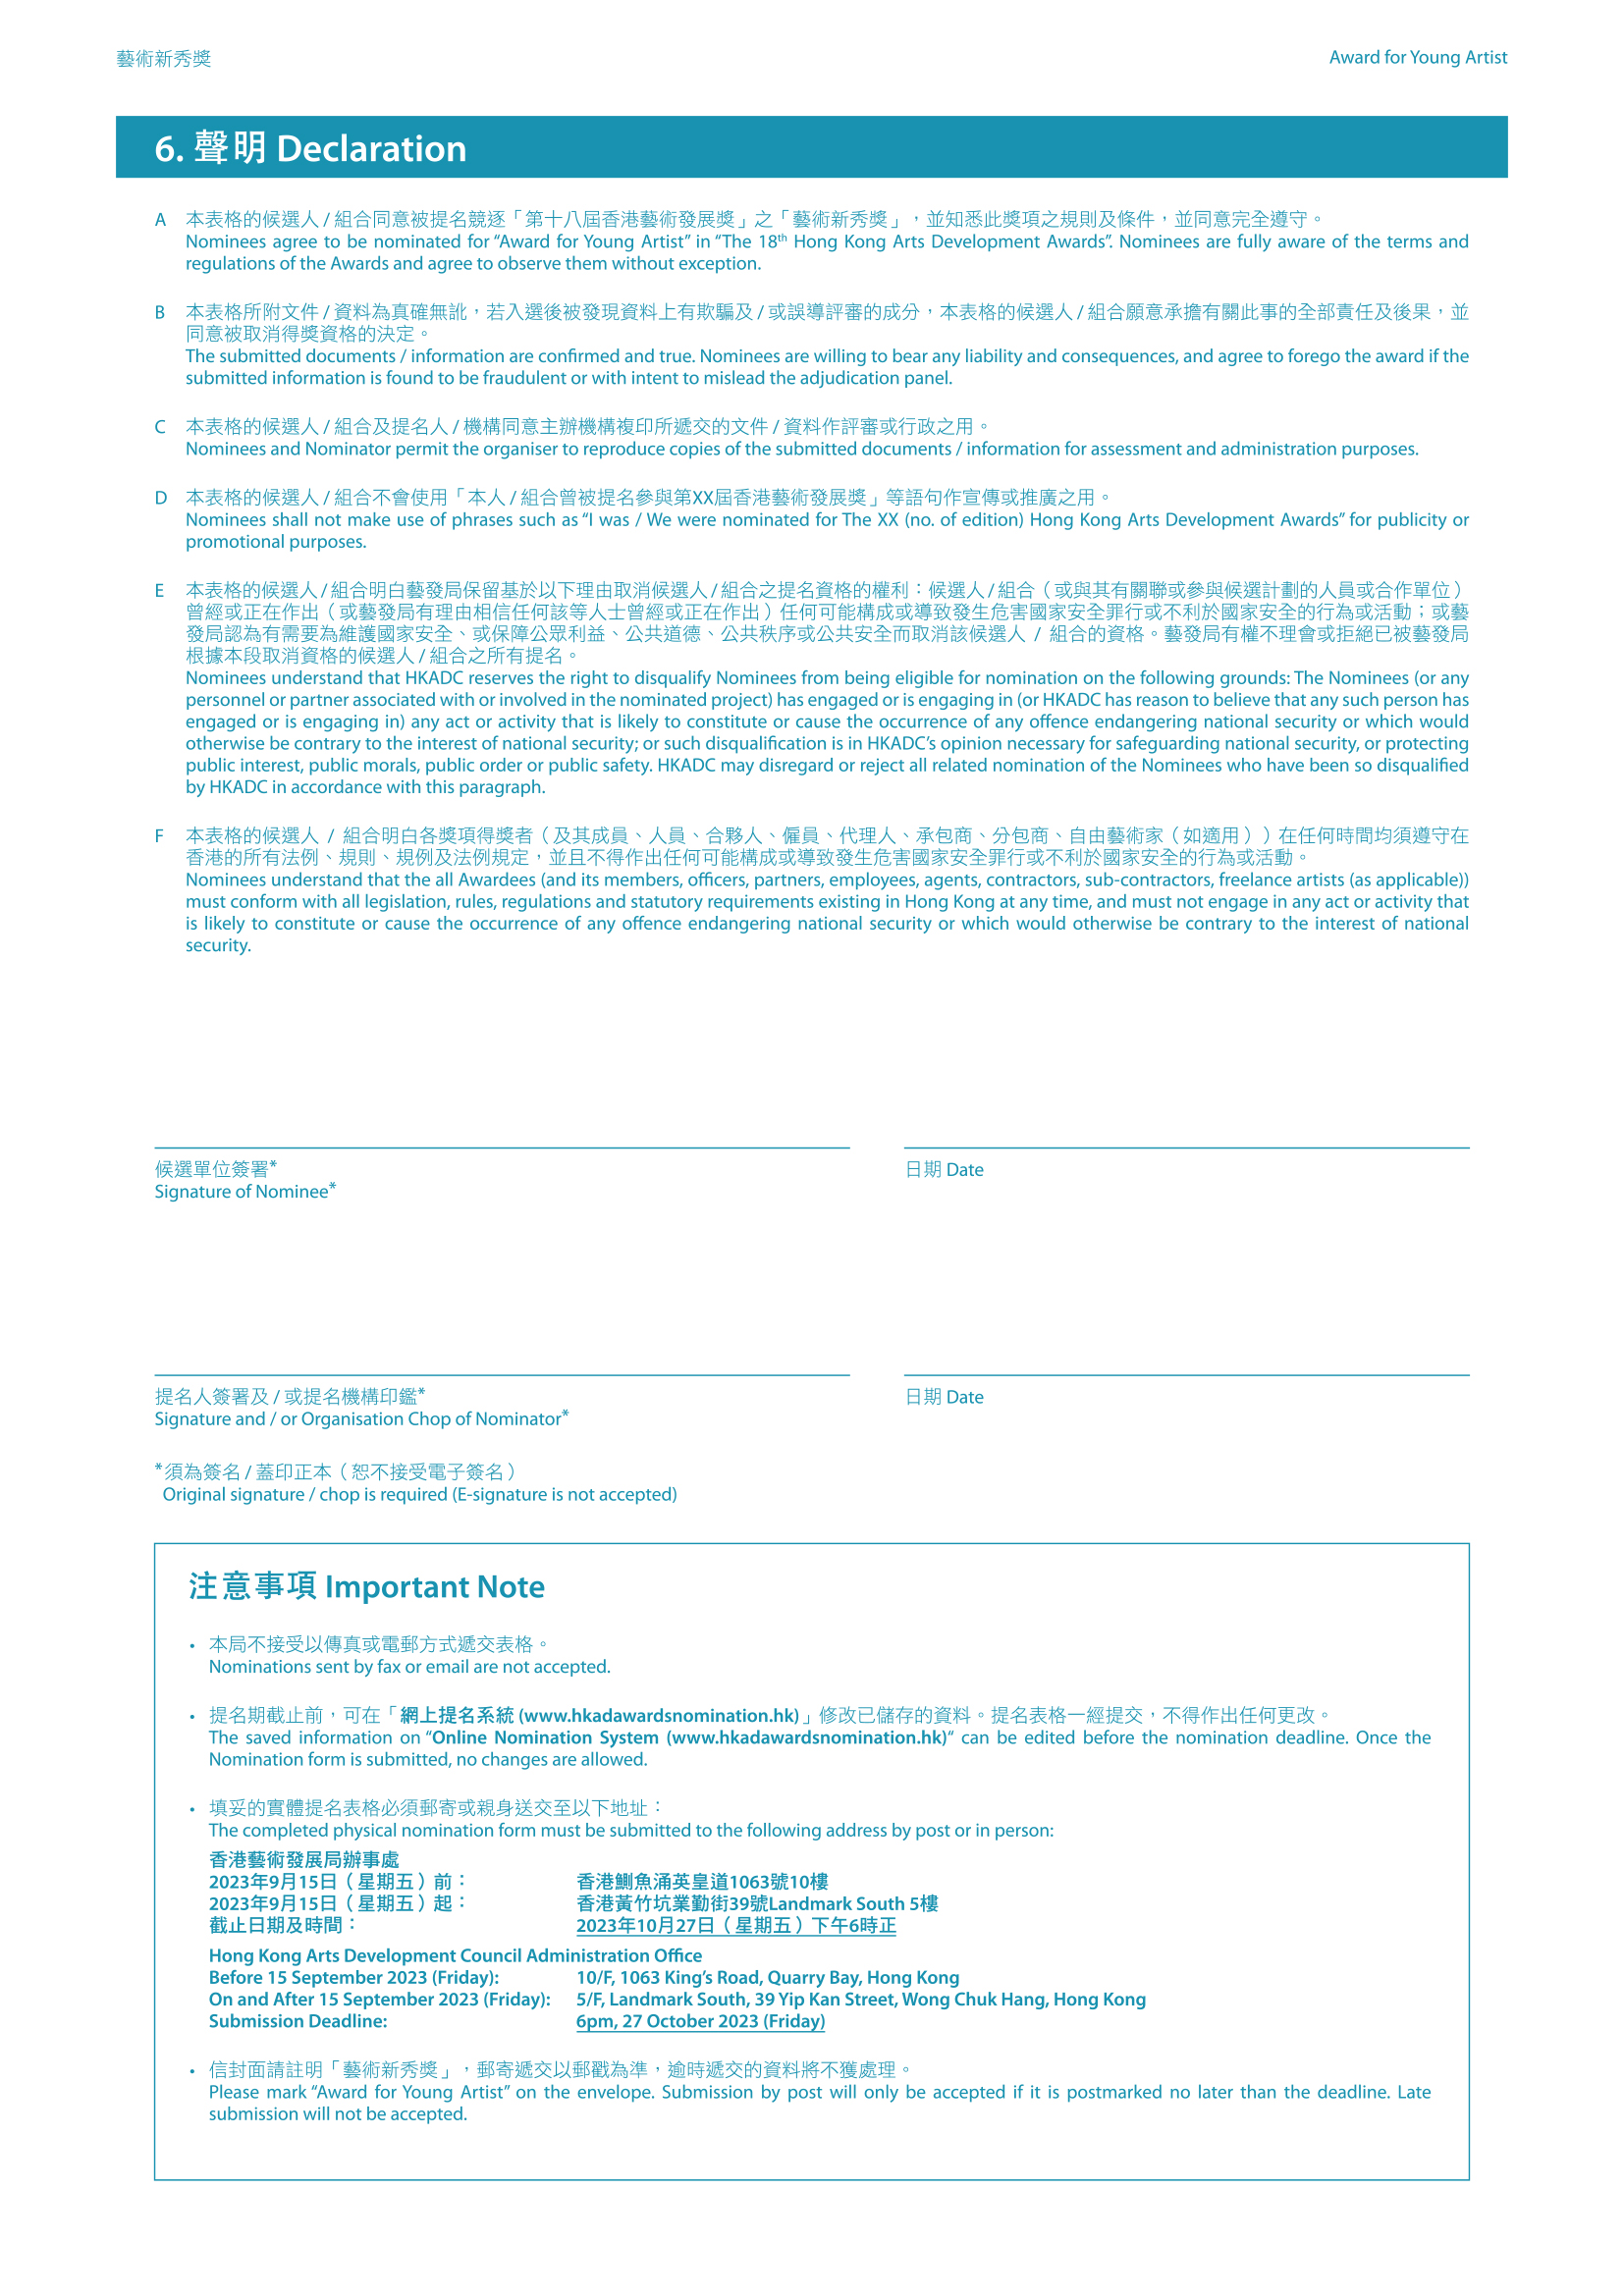 藝術新秀獎
Award for Young Artist
6. 聲明 Declaration
A 本表格的候選人 / 組合同意被提名競逐「第十八屆香港藝術發展獎」之「藝術新秀獎」，並知悉此獎項之規則及條件，並同意完全遵守。
Nominees agree to be nominated for “Award for Young Artist” in “The 18th Hong Kong Arts Development Awards”. Nominees are fully aware of the terms and
regulations of the Awards and agree to observe them without exception.
B 本表格所附文件 / 資料為真確無訛，若入選後被發現資料上有欺騙及 / 或誤導評審的成分，本表格的候選人 / 組合願意承擔有關此事的全部責任及後果，並
同意被取消得獎資格的決定。
The submitted documents / information are confirmed and true. Nominees are willing to bear any liability and consequences, and agree to forego the award if the
submitted information is found to be fraudulent or with intent to mislead the adjudication panel.
C 本表格的候選人 / 組合及提名人 / 機構同意主辦機構複印所遞交的文件 / 資料作評審或行政之用。
Nominees and Nominator permit the organiser to reproduce copies of the submitted documents / information for assessment and administration purposes.
D 本表格的候選人 / 組合不會使用「本人 / 組合曾被提名參與第XX屆香港藝術發展獎」等語句作宣傳或推廣之用。
Nominees shall not make use of phrases such as “I was / We were nominated for The XX (no. of edition) Hong Kong Arts Development Awards” for publicity or
promotional purposes.
E 本表格的候選人 / 組合明白藝發局保留基於以下理由取消候選人 / 組合之提名資格的權利：候選人 / 組合（或與其有關聯或參與候選計劃的人員或合作單位）
曾經或正在作出（或藝發局有理由相信任何該等人士曾經或正在作出）任何可能構成或導致發生危害國家安全罪行或不利於國家安全的行為或活動；或藝
發局認為有需要為維護國家安全、或保障公眾利益、公共道德、公共秩序或公共安全而取消該候選人 / 組合的資格。藝發局有權不理會或拒絕已被藝發局
根據本段取消資格的候選人 / 組合之所有提名。
Nominees understand that HKADC reserves the right to disqualify Nominees from being eligible for nomination on the following grounds: The Nominees (or any
personnel or partner associated with or involved in the nominated project) has engaged or is engaging in (or HKADC has reason to believe that any such person has
engaged or is engaging in) any act or activity that is likely to constitute or cause the occurrence of any offence endangering national security or which would
otherwise be contrary to the interest of national security; or such disqualification is in HKADC’s opinion necessary for safeguarding national security, or protecting
public interest, public morals, public order or public safety. HKADC may disregard or reject all related nomination of the Nominees who have been so disqualified
by HKADC in accordance with this paragraph.
F 本表格的候選人 / 組合明白各獎項得獎者（及其成員、人員、合夥人、僱員、代理人、承包商、分包商、自由藝術家（如適用））在任何時間均須遵守在
香港的所有法例、規則、規例及法例規定，並且不得作出任何可能構成或導致發生危害國家安全罪行或不利於國家安全的行為或活動。
Nominees understand that the all Awardees (and its members, officers, partners, employees, agents, contractors, sub-contractors, freelance artists (as applicable))
must conform with all legislation, rules, regulations and statutory requirements existing in Hong Kong at any time, and must not engage in any act or activity that
is likely to constitute or cause the occurrence of any offence endangering national security or which would otherwise be contrary to the interest of national
security.
候選單位簽署*
Signature of Nominee*
日期 Date
提名人簽署及 / 或提名機構印鑑*
Signature and / or Organisation Chop of Nominator*
日期 Date
*須為簽名 / 蓋印正本（恕不接受電子簽名）
Original signature / chop is required (E-signature is not accepted)
注意事項 Important Note
• 本局不接受以傳真或電郵方式遞交表格。
Nominations sent by fax or email are not accepted.
• 提名期截止前，可在「網上提名系統 (www.hkadawardsnomination.hk)」修改已儲存的資料。提名表格一經提交，不得作出任何更改。
The saved information on “Online Nomination System (www.hkadawardsnomination.hk)“ can be edited before the nomination deadline. Once the
Nomination form is submitted, no changes are allowed.
• 填妥的實體提名表格必須郵寄或親身送交至以下地址：
The completed physical nomination form must be submitted to the following address by post or in person:
香港藝術發展局辦事處
2023年9月15日（星期五）前： 香港鰂魚涌英皇道1063號10樓
2023年9月15日（星期五）起： 香港黃竹坑業勤街39號Landmark South 5樓
截止日期及時間： 2023年10月27日（星期五）下午6時正
Hong Kong Arts Development Council Administration Office
Before 15 September 2023 (Friday): 10/F, 1063 King’s Road, Quarry Bay, Hong Kong
On and After 15 September 2023 (Friday): 5/F, Landmark South, 39 Yip Kan Street, Wong Chuk Hang, Hong Kong
Submission Deadline: 6pm, 27 October 2023 (Friday)
• 信封面請註明「藝術新秀獎」，郵寄遞交以郵戳為準，逾時遞交的資料將不獲處理。
Please mark “Award for Young Artist” on the envelope. Submission by post will only be accepted if it is postmarked no later than the deadline. Late
submission will not be accepted.